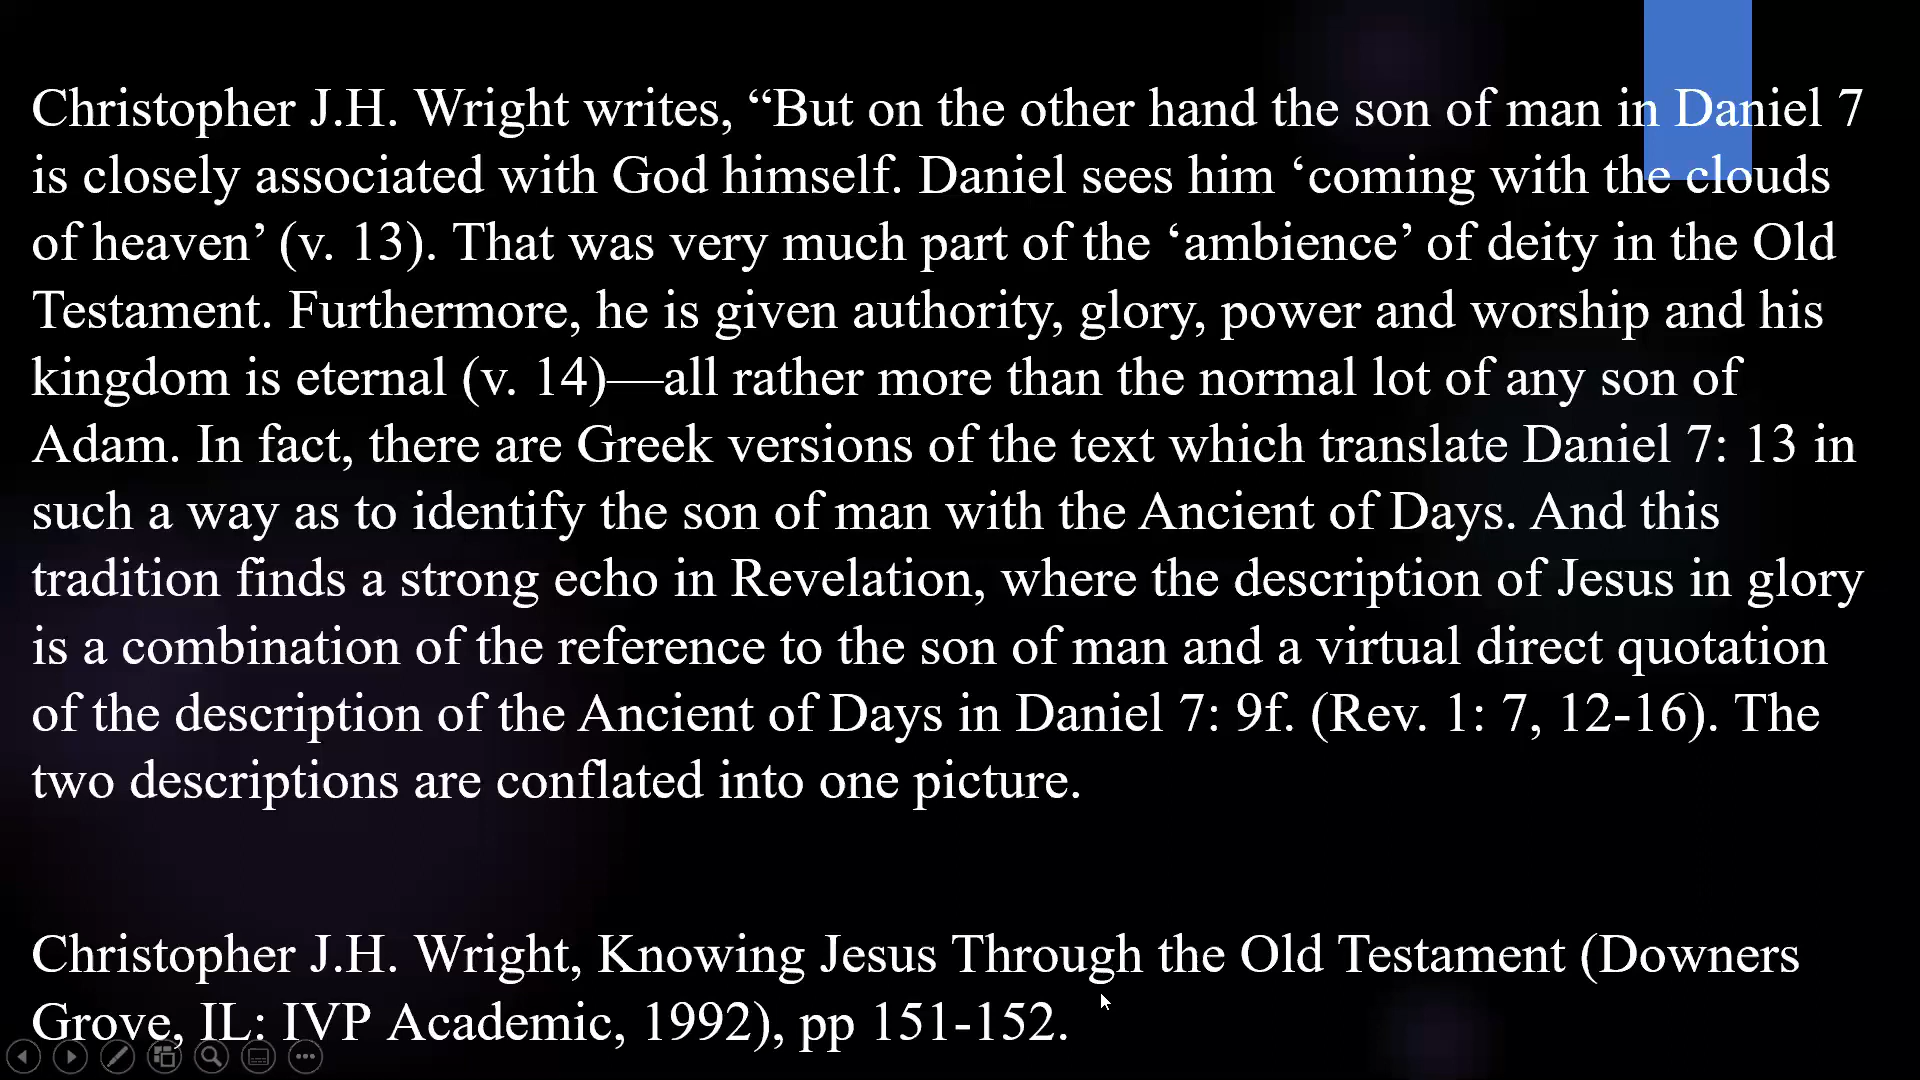 Christopher J.H. Wright writes, “But on the other hand the son of man in Daniel 7
is closely associated with God himself. Daniel sees him ‘coming with the clouds
of heaven’ (v. 13). That was very much part of the ‘ambience’ of deity in the Old
Testament. Furthermore, he is given authority, glory, power and worship and his
kingdom is eternal (v. 14)—all rather more than the normal lot of any son of
Adam. In fact, there are Greek versions of the text which translate Daniel 7: 13 in
such a way as to identify the son of man with the Ancient of Days. And this
tradition finds a strong echo in Revelation, where the description of Jesus in glory
is a combination of the reference to the son of man and a virtual direct quotation
of the description of the Ancient of Days in Daniel 7: 9f. (Rev. 1: 7, 12-16). The
two descriptions are conflated into one picture.
Christopher J.H. Wright, Knowing Jesus Through the Old Testament (Downers
Grove, IL: IVP Academic, 1992), pp 151-152.